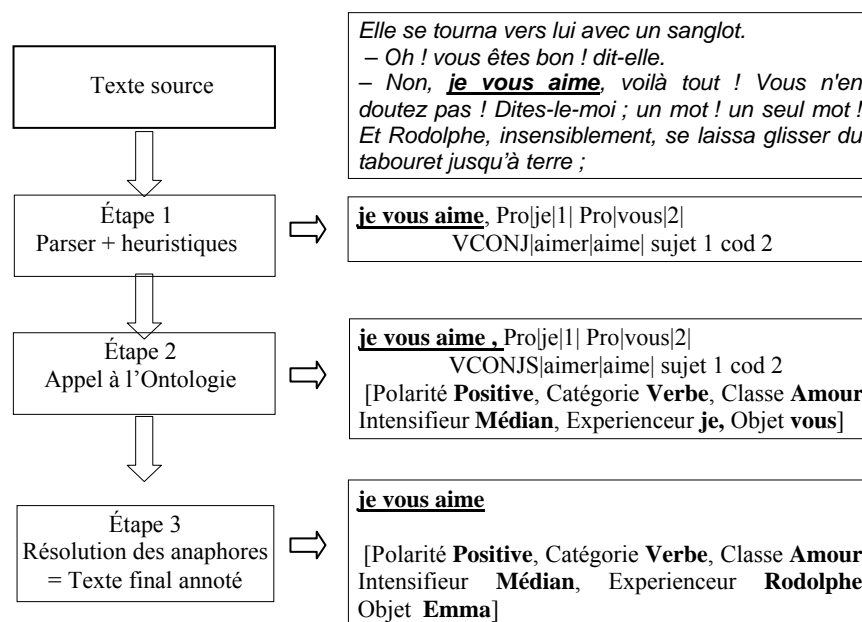 Texte source
Elle se tourna vers lui avec un sanglot.
– Oh ! vous êtes bon ! dit-elle.
– Non, je vous aime, voilà tout ! Vous n'en
doutez pas ! Dites-le-moi ; un mot ! un seul mot !
Et Rodolphe, insensiblement, se laissa glisser du
tabouret jusqu'à terre ;
Étape 1
Parser + heuristiques
je vous aime, Pro|je|1| Pro|vous|2|
VCONJ|aimer|aime| sujet 1 cod 2
Étape 2
Appel à l’Ontologie
je vous aime , Pro|je|1| Pro|vous|2|
VCONJS|aimer|aime| sujet 1 cod 2
[Polarité Positive, Catégorie Verbe, Classe Amour
Intensifieur Médian, Experienceur je, Objet vous]
Étape 3
Résolution des anaphores
= Texte final annoté
je vous aime
[Polarité Positive, Catégorie Verbe, Classe Amour
Intensifieur Médian, Experienceur Rodolphe
Objet Emma]